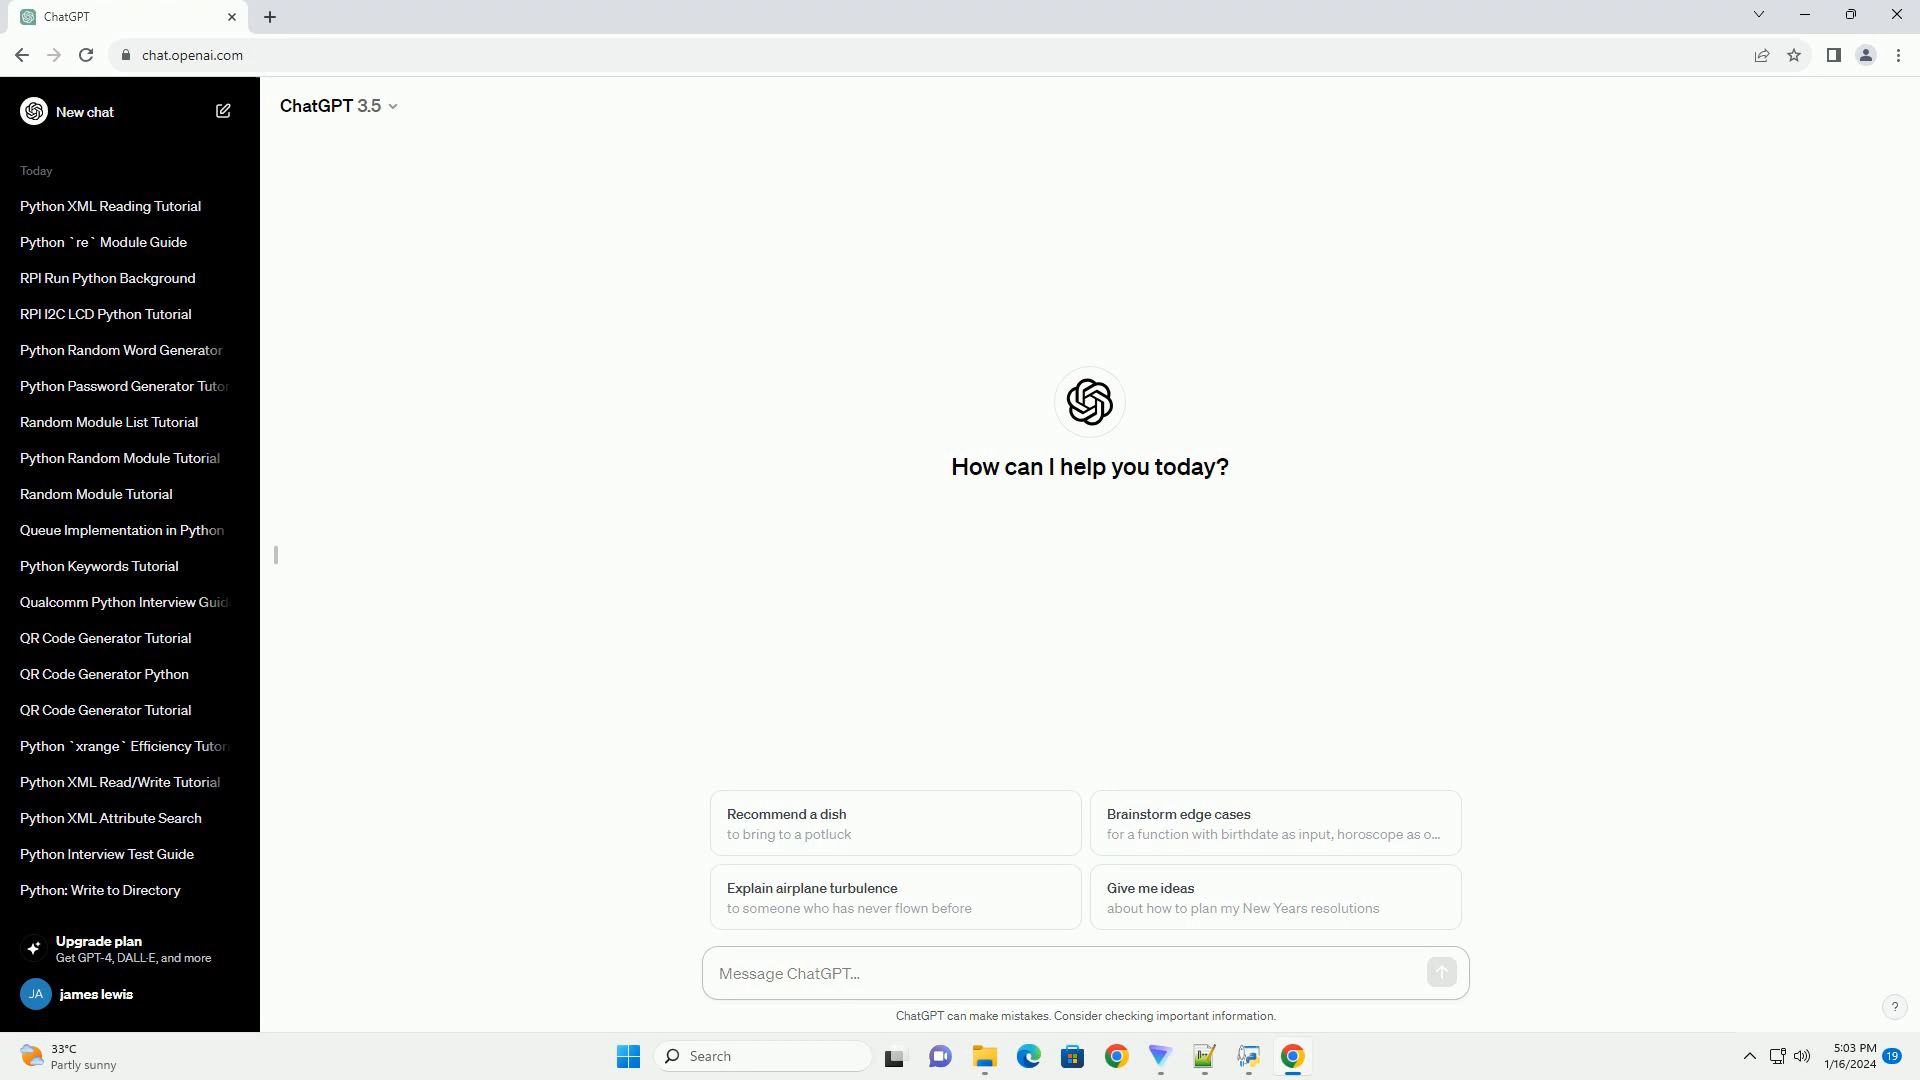 ChatGPT
chat.openai.com
New chat
ChatGPT 3.5
Today
Python XML Reading Tutorial
Python `re` Module Guide
RPI Run Python Background
RPI I2C LCD Python Tutorial
Python Random Word Generator
Python Password Generator Tutor
Random Module List Tutorial
Python Random Module Tutorial
Random Module Tutorial
Queue Implementation in Python
Python Keywords Tutorial
Qualcomm Python Interview Guid
QR Code Generator Tutorial
QR Code Generator Python
QR Code Generator Tutorial
Python `xrange` Efficiency Tutor
Python XML Read/Write Tutorial
Python XML Attribute Search
Python Interview Test Guide
Python: Write to Directory
Upgrade plan
Get GPT-4, DALL·E, and more
JA james lewis
How can I help you today?
Recommend a dish
to bring to a potluck
Brainstorm edge cases
for a function with birthdate as input, horoscope as o...
Explain airplane turbulence
to someone who has never flown before
Give me ideas
about how to plan my New Years resolutions
Message ChatGPT...
ChatGPT can make mistakes. Consider checking important information.
?
33°C
Partly sunny
Search
5:03 PM
1/16/2024
19